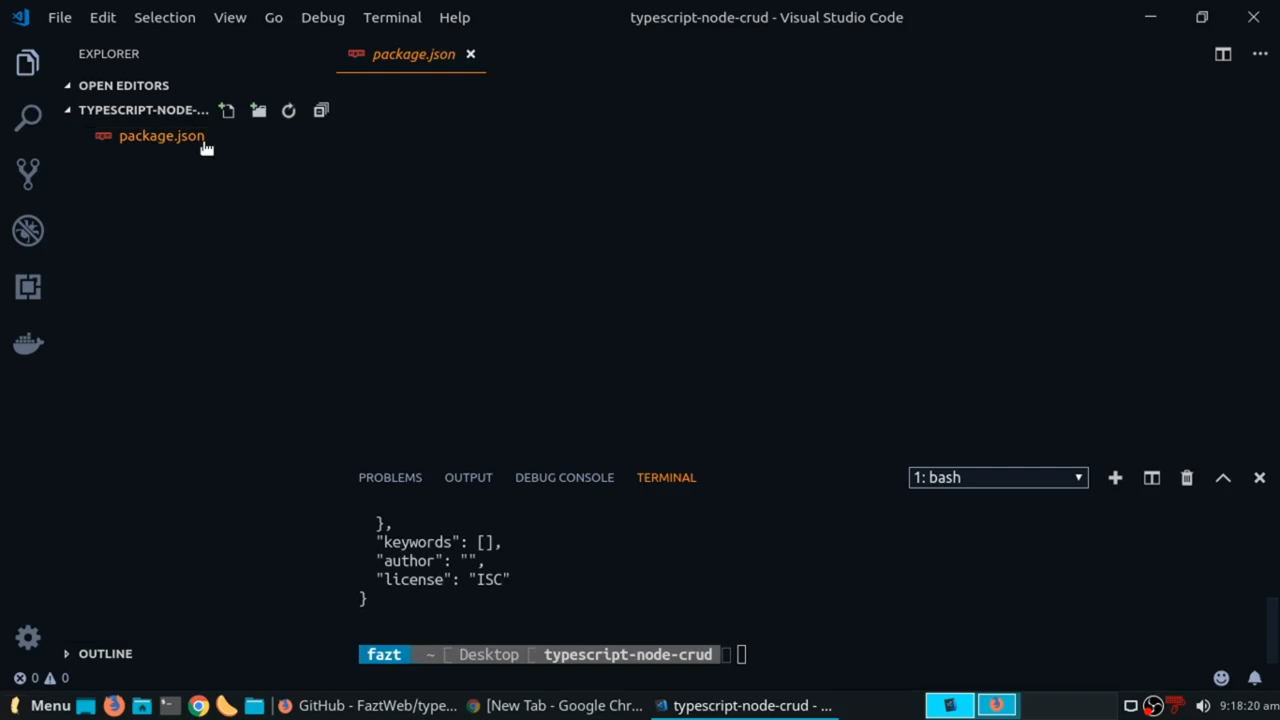 File Edit Selection View Go Debug Terminal Help
typescript-node-crud - Visual Studio Code
EXPLORER
package.json
OPEN EDITORS
TYPESCRIPT-NODE-...
package.json
PROBLEMS OUTPUT DEBUG CONSOLE TERMINAL
1: bash
},
"keywords": [],
"author": "",
"license": "ISC"
}
fazt ~ Desktop typescript-node-crud
OUTLINE
0 0
Menu
GitHub - FaztWeb/type...
[New Tab - Google Chr...
typescript-node-crud - ...
9:18:20 am